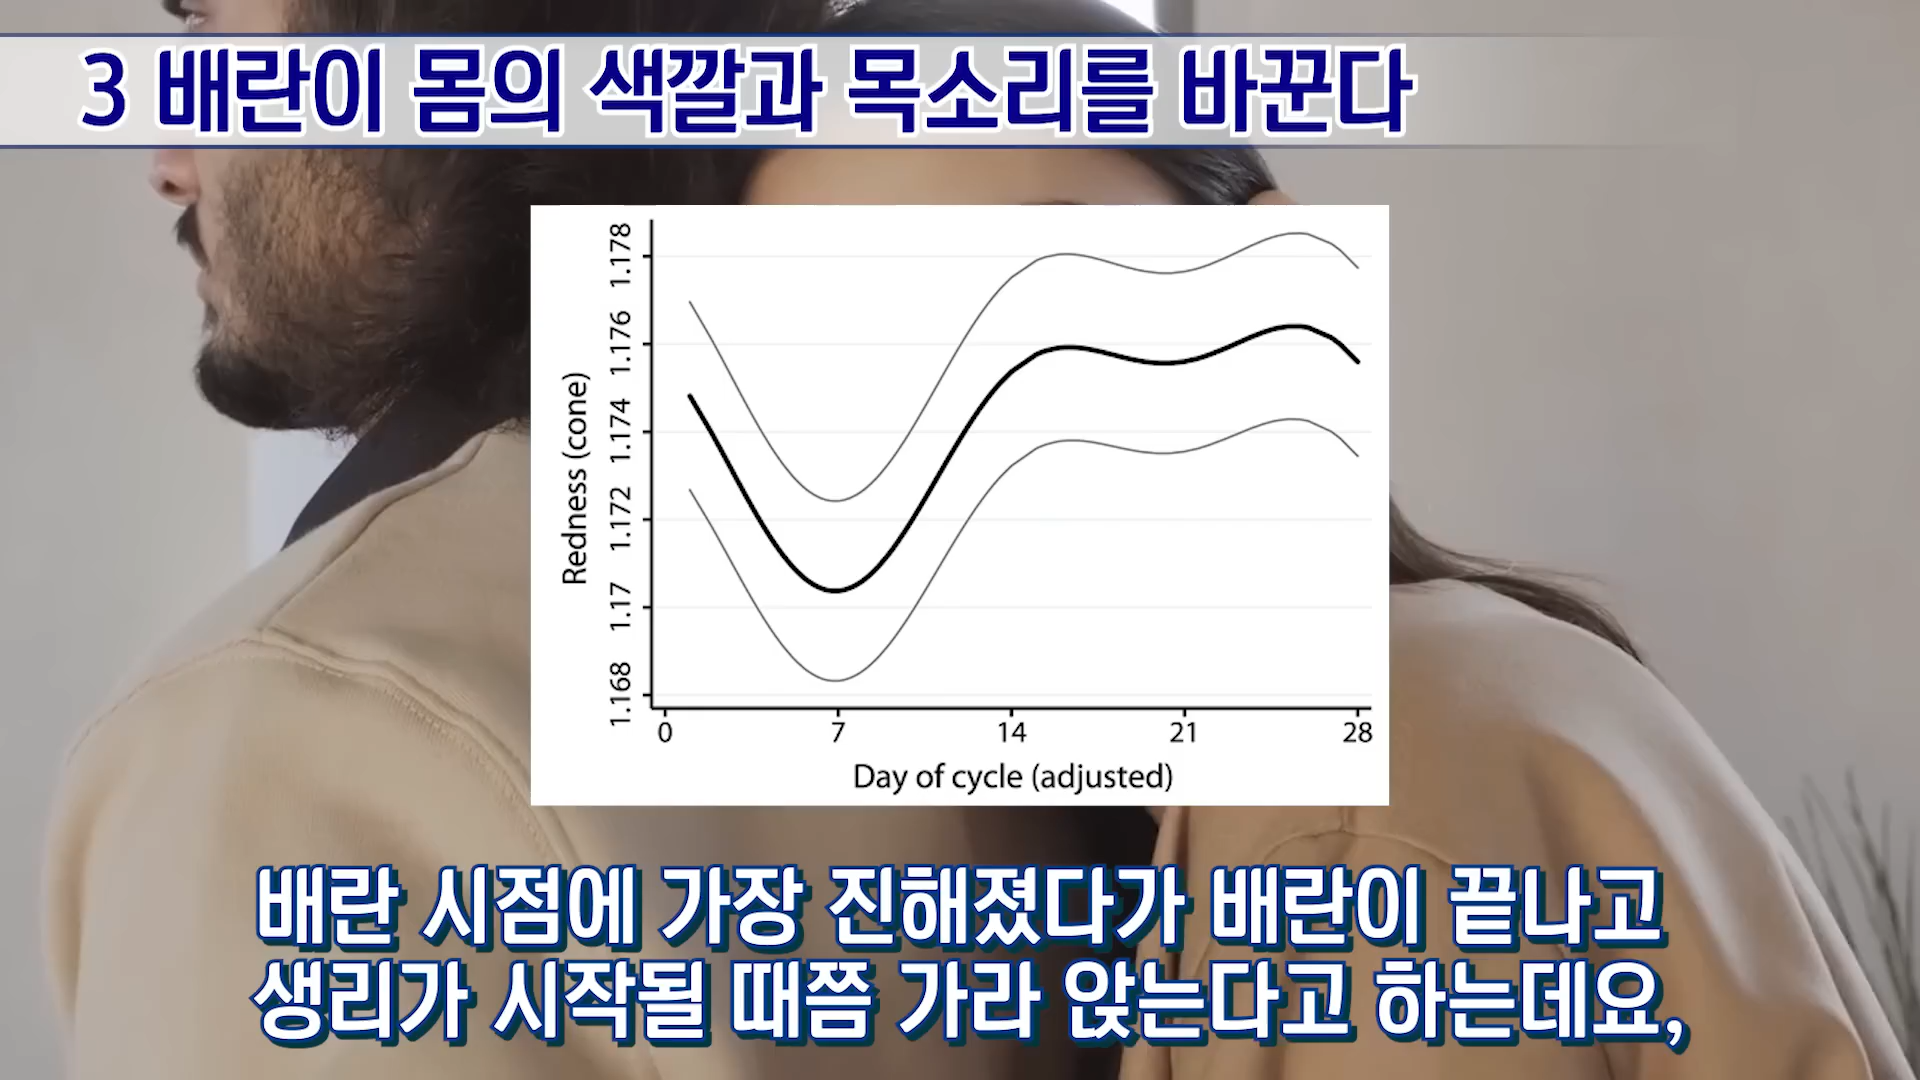 3 배란이 몸의 색깔과 목소리를 바꾼다
1.178
1.176
1.174
1.172
1.17
1.168
Redness (cone)
0 7 14 21 28
Day of cycle (adjusted)
배란 시점에 가장 진해졌다가 배란이 끝나고
생리가 시작될 때쯤 가라 앉는다고 하는데요,